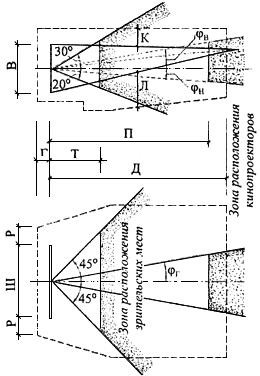 К
φв
30°
В
20°
φн
Л
П
Г
Т
Д
Зона расположения
кинопроекторов
Р
45°
Ш
φг
45°
Зона расположения
зрительских мест
Р